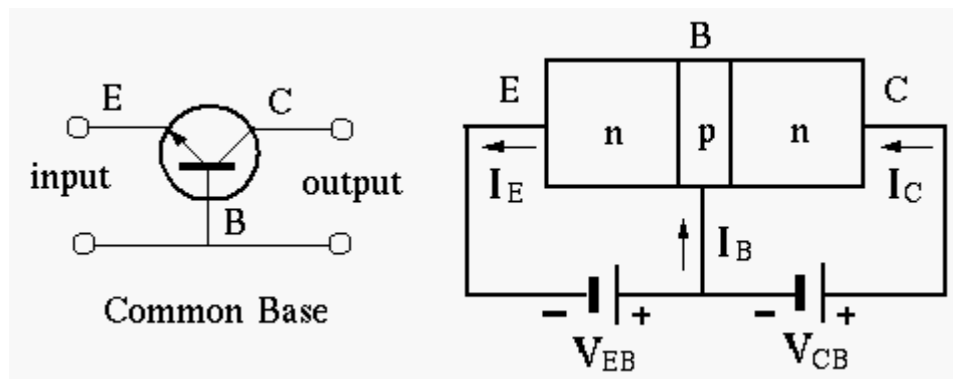 E
C
input
output
B
Common Base
B
E
C
n
p
n
I_E
I_C
I_B
− +
− +
V_EB
V_CB